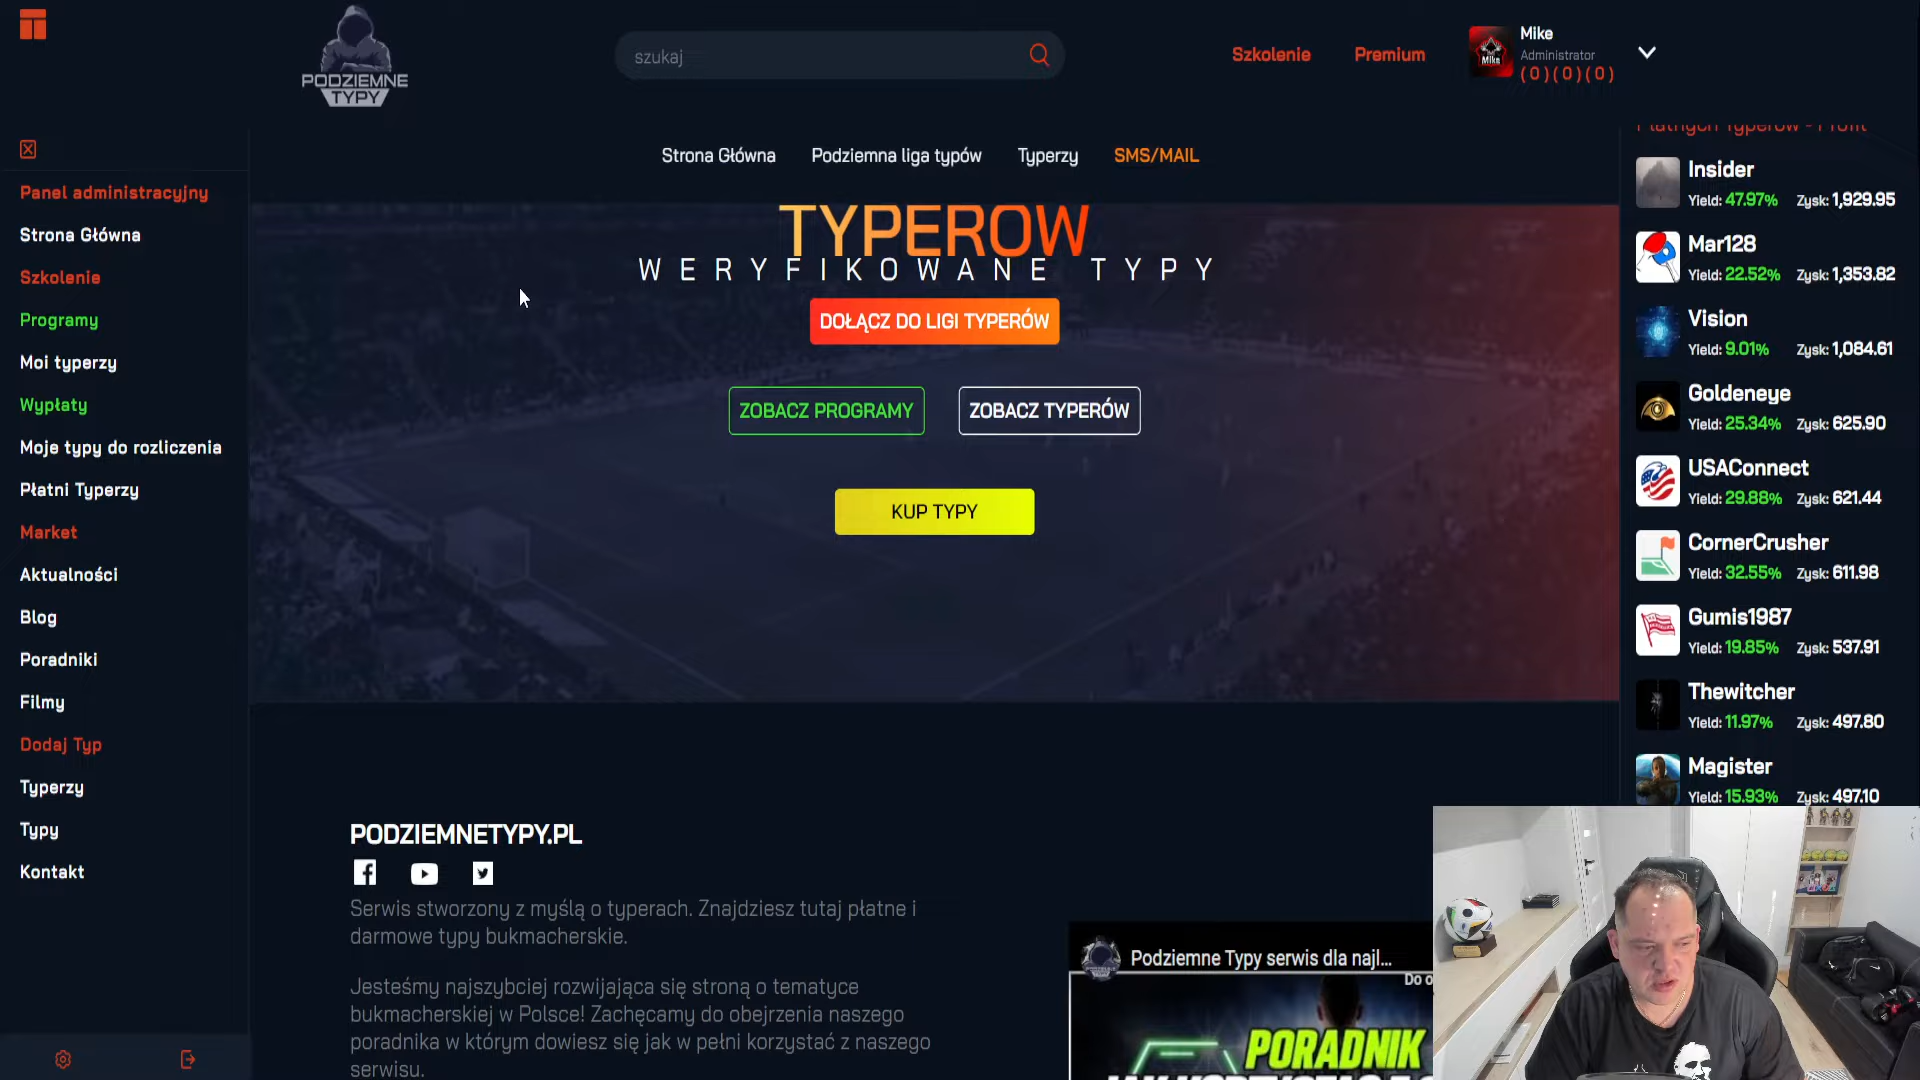 PODZIEMNE
TYPY
szukaj
Szkolenie
Premium
Mike
Mike
Administrator
(0)(0)(0)
Strona Główna
Podziemna liga typów
Typerzy
SMS/MAIL
Panel administracyjny
Strona Główna
Szkolenie
Programy
Moi typerzy
Wypłaty
Moje typy do rozliczenia
Płatni Typerzy
Market
Aktualności
Blog
Poradniki
Filmy
Dodaj Typ
Typerzy
Typy
Kontakt
TYPERÓW
WERYFIKOWANE TYPY
DOŁĄCZ DO LIGI TYPERÓW
ZOBACZ PROGRAMY
ZOBACZ TYPERÓW
KUP TYPY
PODZIEMNETYPY.PL
Serwis stworzony z myślą o typerach. Znajdziesz tutaj płatne i
darmowe typy bukmacherskie.
Jesteśmy najszybciej rozwijająca się stroną o tematyce
bukmacherskiej w Polsce! Zachęcamy do obejrzenia naszego
poradnika w którym dowiesz się jak w pełni korzystać z naszego
serwisu.
Podziemne Typy serwis dla najl...
Do o
PORADNIK
Płatnych Typerów - Profit
Insider
Yield: 47.97% Zysk: 1,929.95
Mar128
Yield: 22.52% Zysk: 1,353.82
Vision
Yield: 9.01% Zysk: 1,084.61
Goldeneye
Yield: 25.34% Zysk: 625.90
USAConnect
Yield: 29.88% Zysk: 621.44
CornerCrusher
Yield: 32.55% Zysk: 611.98
Gumis1987
Yield: 19.85% Zysk: 537.91
Thewitcher
Yield: 11.97% Zysk: 497.80
Magister
Yield: 15.93% Zysk: 497.10